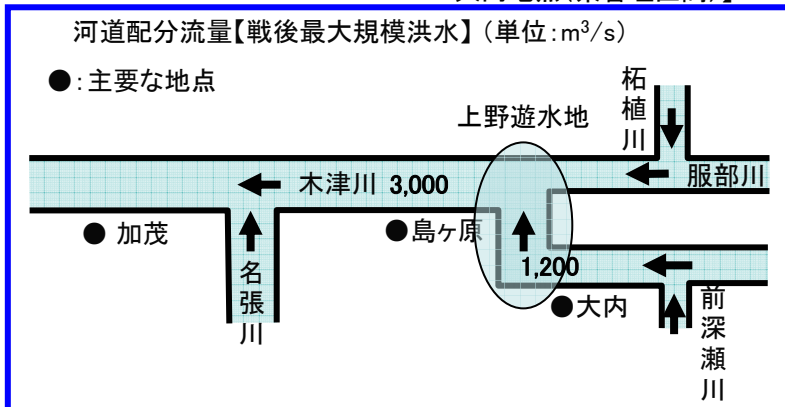 河道配分流量【戦後最大規模洪水】(単位:m³/s)
●:主要な地点
上野遊水地
柘植川
木津川 3,000
服部川
●加茂
●島ヶ原
名張川
1,200
●大内
前深瀬川